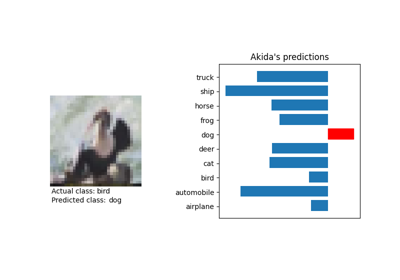 Akida's predictions
truck
ship
horse
frog
dog
deer
cat
bird
automobile
airplane
Actual class: bird
Predicted class: dog